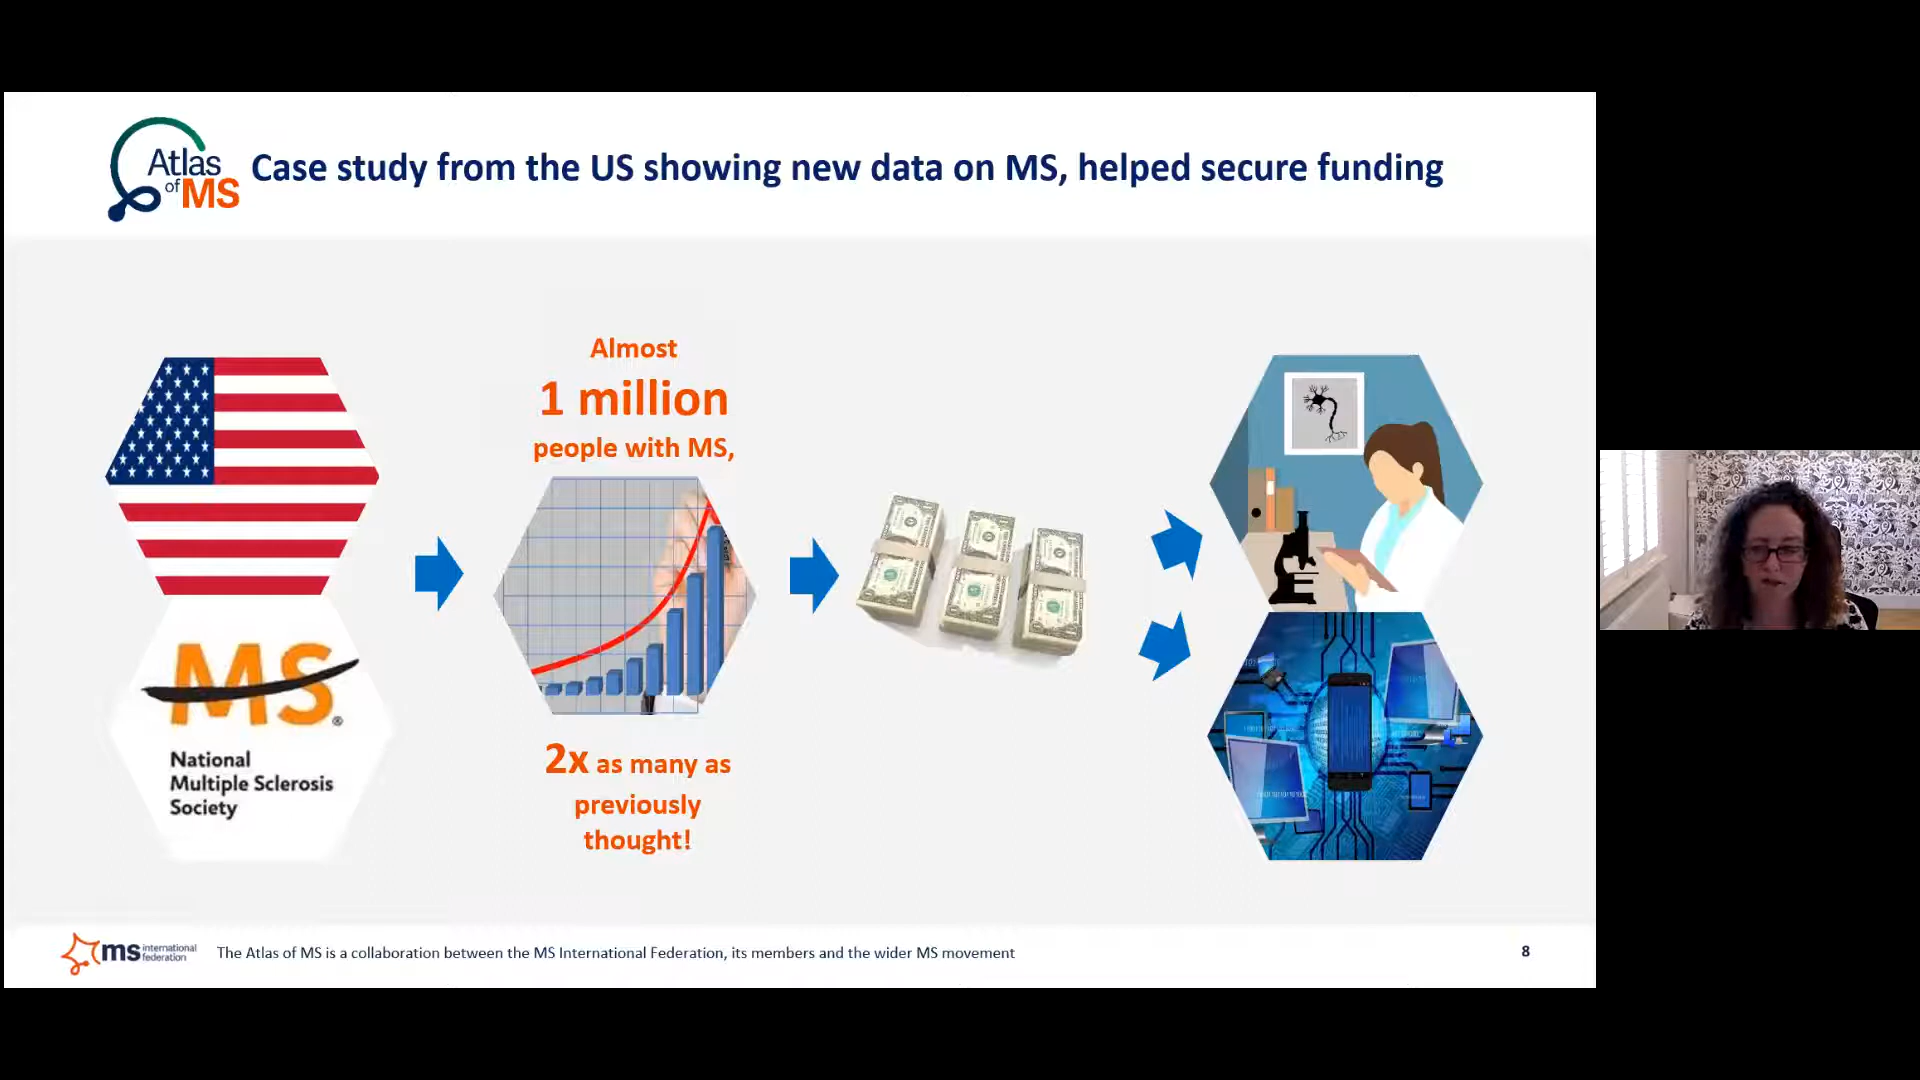 Atlas
of MS
Case study from the US showing new data on MS, helped secure funding
Almost
1 million
people with MS,
2x as many as
previously
thought!
MS®
National
Multiple Sclerosis
Society
ms international
federation
The Atlas of MS is a collaboration between the MS International Federation, its members and the wider MS movement
8